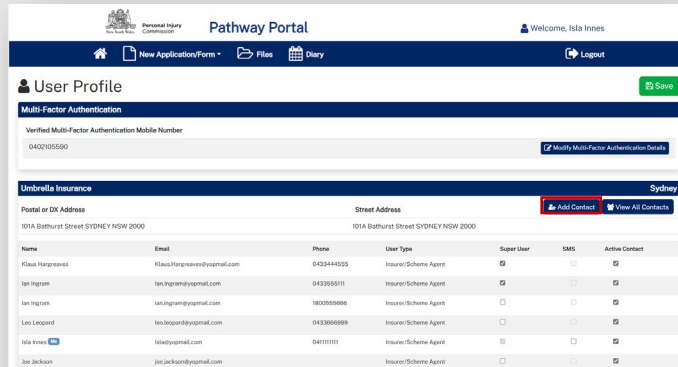 Personal Injury
New South Wales Commission
Pathway Portal
Welcome, Isla Innes
New Application/Form
Files
Diary
Logout
User Profile
Save
Multi-Factor Authentication
Verified Multi-Factor Authentication Mobile Number
0402105590
Modify Multi-Factor Authentication Details
Umbrella Insurance Sydney
Postal or DX Address Street Address Add Contact View All Contacts
101A Bathurst Street SYDNEY NSW 2000 101A Bathurst Street SYDNEY NSW 2000
Name Email Phone User Type Super User SMS Active Contact
Klaus Hargreaves Klaus.Hargreaves@yopmail.com 0433444555 Insurer/Scheme Agent
Ian Ingram Ian.Ingram@yopmail.com 0433555111 Insurer/Scheme Agent
Ian Ingram ian.ingram@yopmail.com 1800555666 Insurer/Scheme Agent
Leo Leopard leo.leopard@yopmail.com 0433666999 Insurer/Scheme Agent
Isla Innes Me Isla@yopmail.com 0411111111 Insurer/Scheme Agent
Joe Jackson joe.jackson@yopmail.com Insurer/Scheme Agent